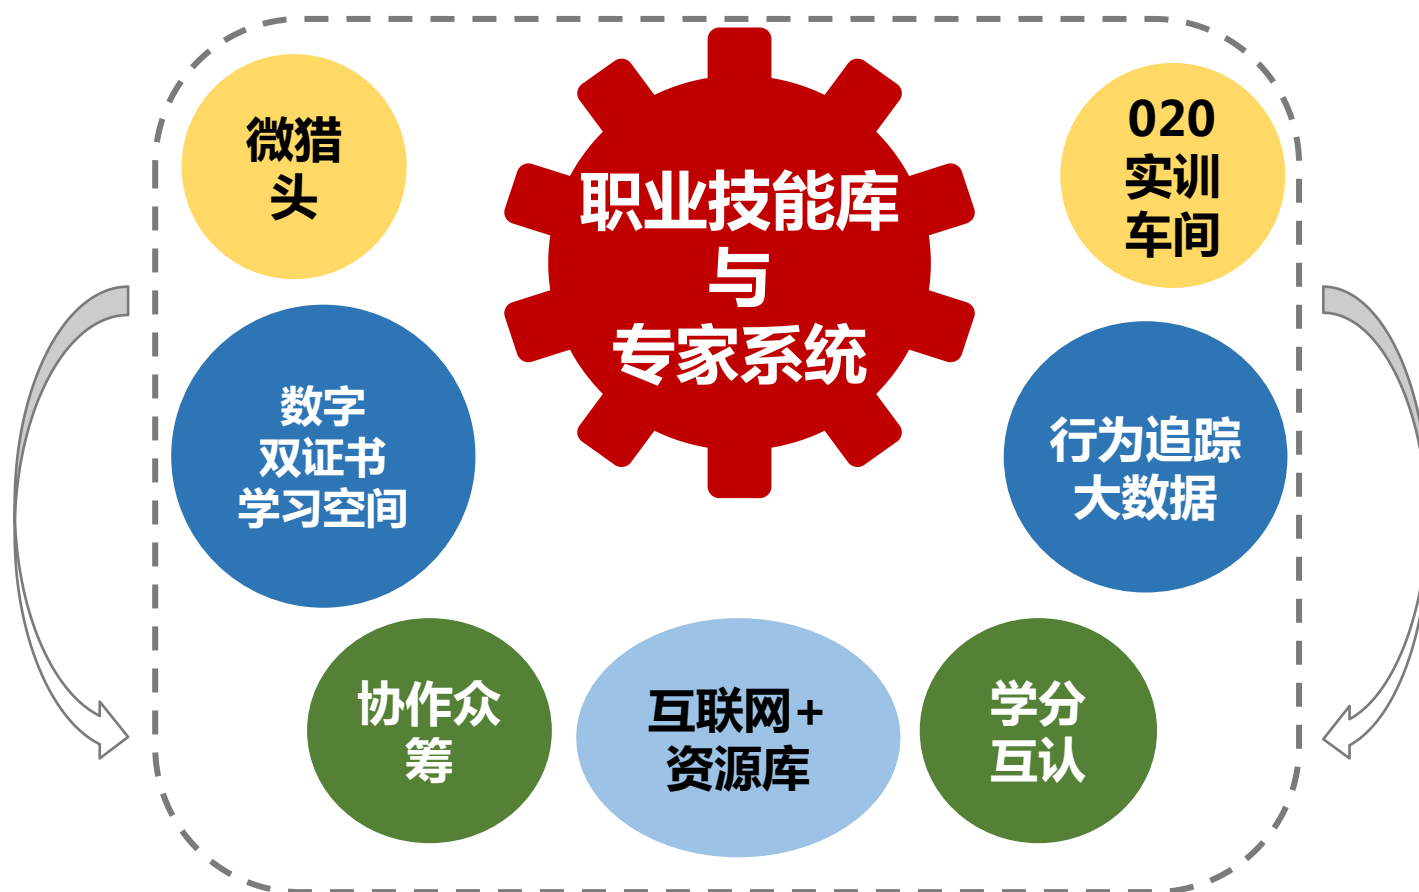 微猎
头
职业技能库
与
专家系统
020
实训
车间
数字
双证书
学习空间
行为追踪
大数据
协作众
筹
互联网+
资源库
学分
互认